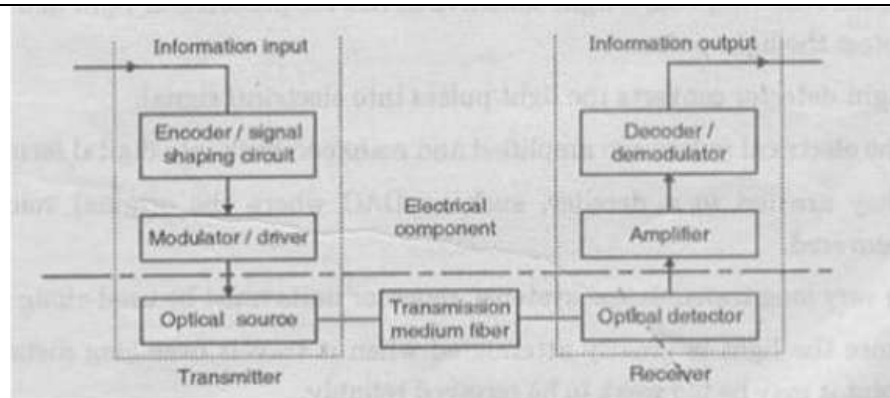 Information input
Information output
Encoder / signal
shaping circuit
Decoder /
demodulator
Electrical
component
Modulator / driver
Amplifier
Optical source
Transmission
medium fiber
Optical detector
Transmitter
Receiver